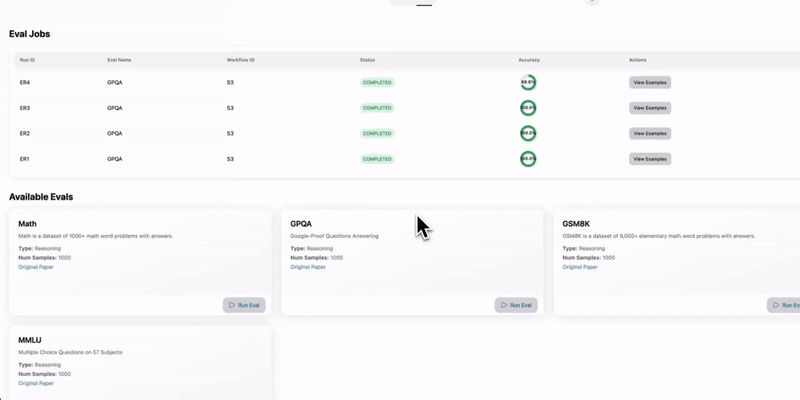 Eval Jobs
Run ID Eval Name Workflow ID Status Accuracy Actions
ER4 GPQA S3 COMPLETED View Examples
ER3 GPQA S3 COMPLETED 100.0% View Examples
ER2 GPQA S3 COMPLETED 100.0% View Examples
ER1 GPQA S3 COMPLETED 100.0% View Examples
Available Evals
Math
Math is a dataset of 1000+ math word problems with answers.
Type: Reasoning
Num Samples: 1000
Original Paper
Run Eval
GPQA
Google-Proof Questions Answering
Type: Reasoning
Num Samples: 1000
Original Paper
Run Eval
GSM8K
GSM8K is a dataset of 8,000+ elementary math word problems with answers.
Type: Reasoning
Num Samples: 1000
Original Paper
Run Ev
MMLU
Multiple Choice Questions on 57 Subjects
Type: Reasoning
Num Samples: 1000
Original Paper